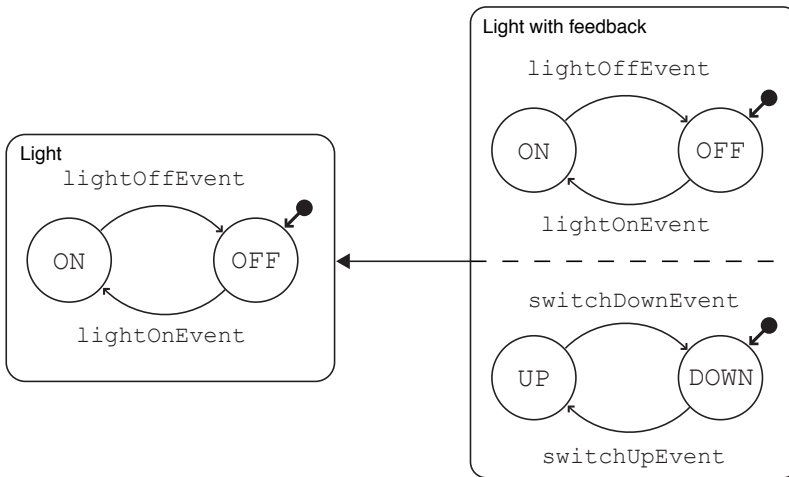 Light
lightOffEvent
ON
OFF
lightOnEvent
Light with feedback
lightOffEvent
ON
OFF
lightOnEvent
switchDownEvent
UP
DOWN
switchUpEvent